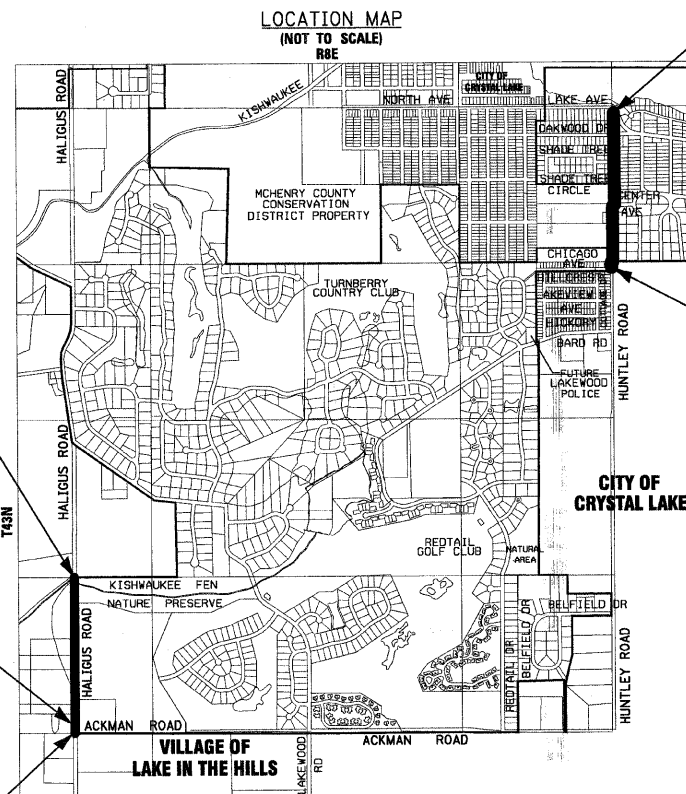 LOCATION MAP
(NOT TO SCALE)
R8E
HALIGUS ROAD
KISHWAUKEE
CITY OF
CRYSTAL LAKE
NORTH AVE
LAKE AVE
OAKWOOD DR
SHADE TREE
SHADE TREE
CIRCLE
CENTER
AVE
MCHENRY COUNTY
CONSERVATION
DISTRICT PROPERTY
CHICAGO
AVE
HILLCREST
LAKEVIEW
AVE
HICKORY
BARD RD
TURNBERRY
COUNTRY CLUB
HUNTLEY ROAD
FUTURE
LAKEWOOD
POLICE
HALIGUS ROAD
T43N
CITY OF
CRYSTAL LAKE
REDTAIL
GOLF CLUB
NATURAL
AREA
KISHWAUKEE FEN
NATURE PRESERVE
BELFIELD DR
BELFIELD DR
REDTAIL DR
HALIGUS ROAD
HUNTLEY ROAD
ACKMAN ROAD
ACKMAN ROAD
VILLAGE OF
LAKE IN THE HILLS
LAKEWOOD
RD